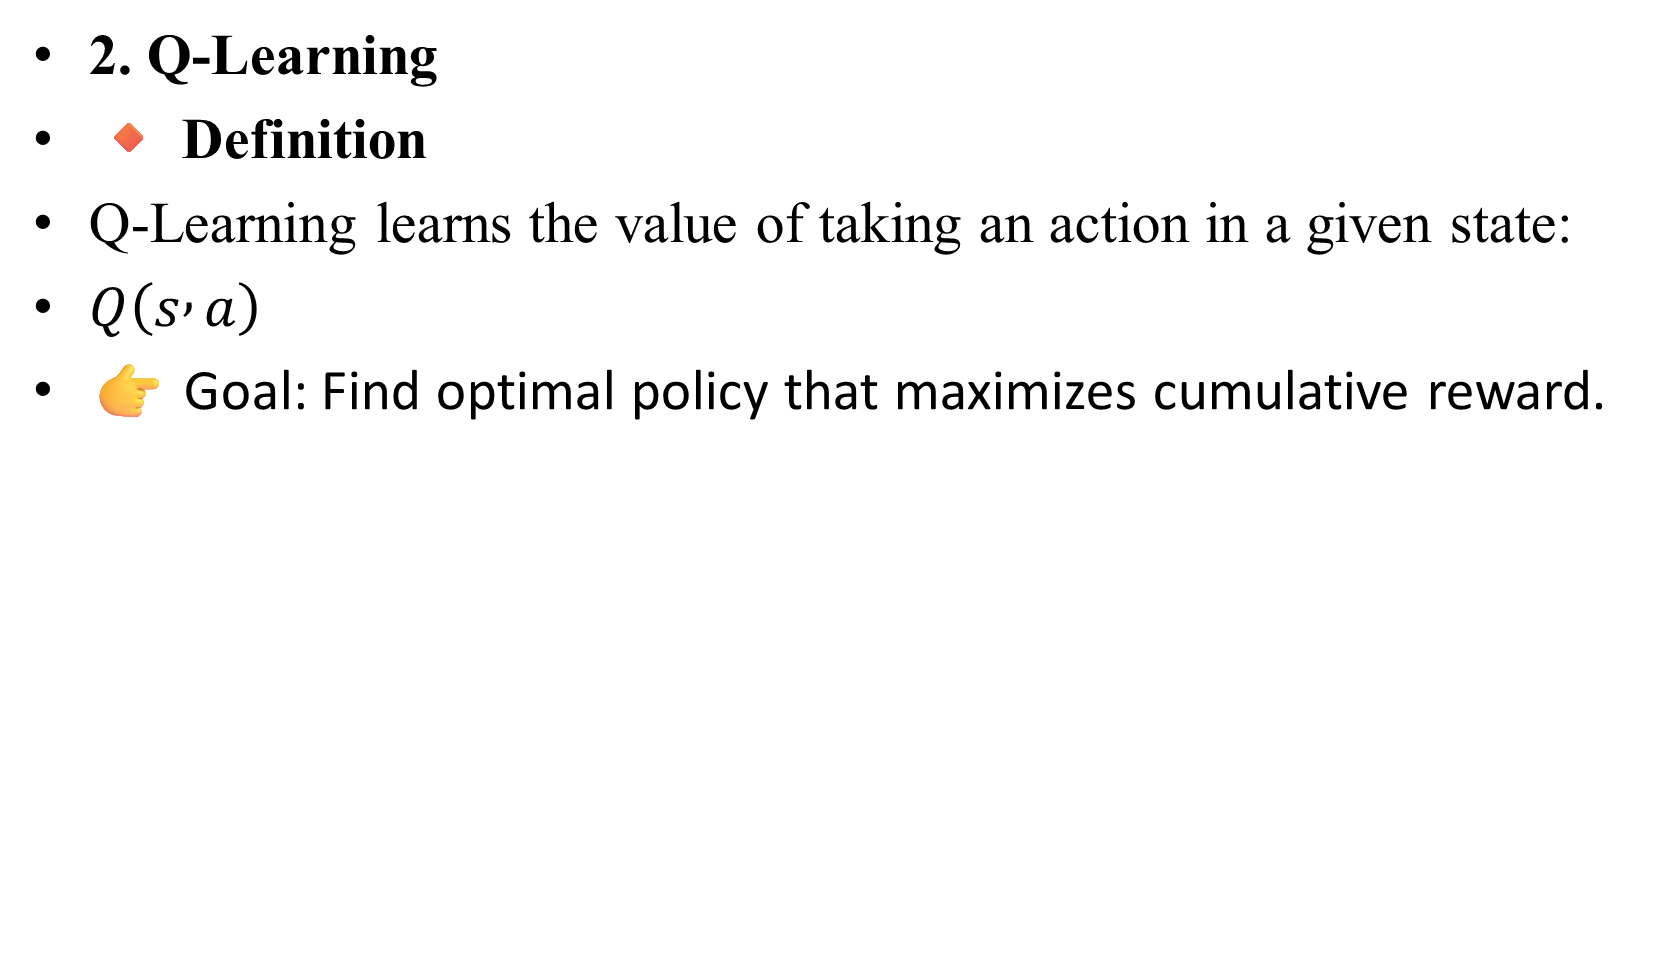 • 2. Q-Learning
• 🔸 Definition
• Q-Learning learns the value of taking an action in a given state:
• Q(s, a)
• 👉 Goal: Find optimal policy that maximizes cumulative reward.